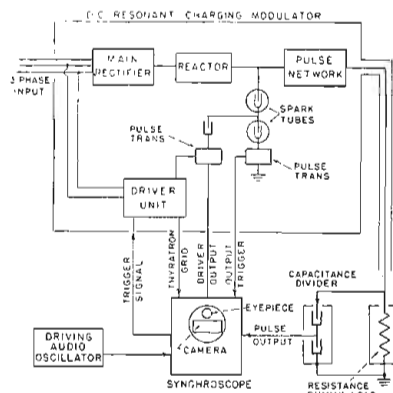 D-C RESONANT CHARGING MODULATOR
3 PHASE
INPUT
MAIN
RECTIFIER
REACTOR
PULSE
NETWORK
SPARK
TUBES
PULSE
TRANS
PULSE
TRANS
DRIVER
UNIT
TRIGGER
SIGNAL
THYRATRON
GRID
DRIVER
OUTPUT
OUTPUT
TRIGGER
CAPACITANCE
DIVIDER
EYEPIECE
CAMERA
PULSE
OUTPUT
DRIVING
AUDIO
OSCILLATOR
SYNCHROSCOPE
RESISTANCE